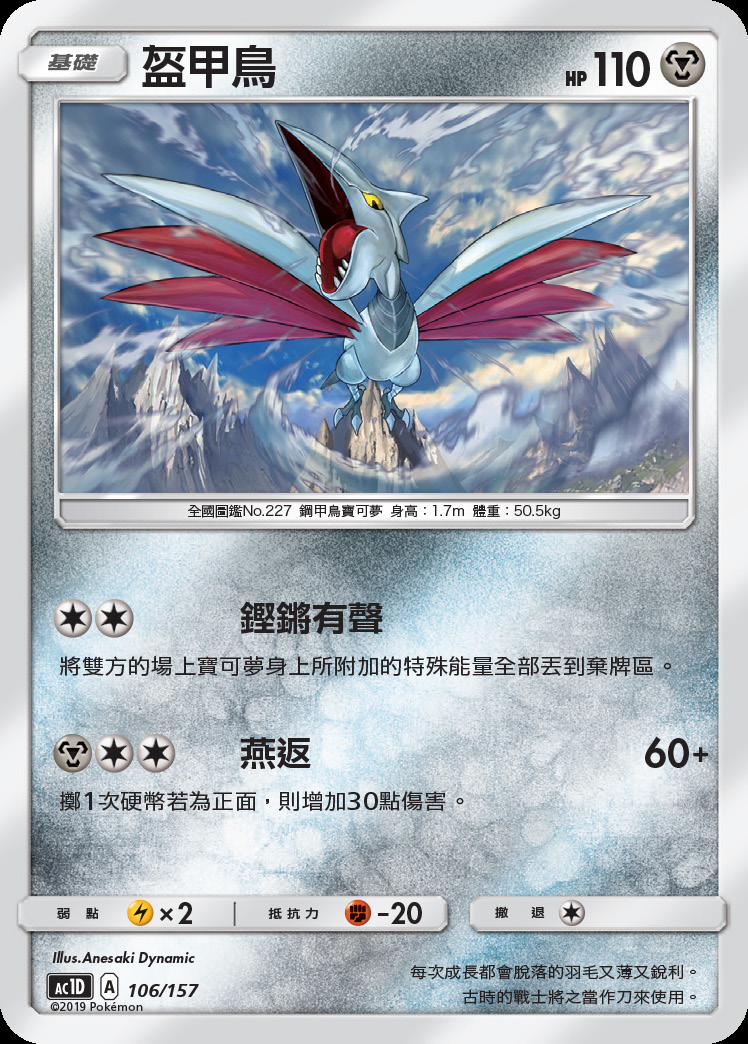 基礎 盔甲鳥 HP 110
全國圖鑑No.227 鋼甲鳥寶可夢 身高：1.7m 體重：50.5kg
鏗鏘有聲
將雙方的場上寶可夢身上所附加的特殊能量全部丟到棄牌區。
燕返 60+
擲1次硬幣若為正面，則增加30點傷害。
弱點 ×2 抵抗力 -20 撤退
Illus.Anesaki Dynamic
每次成長都會脫落的羽毛又薄又銳利。
AC1D A 106/157
古時的戰士將之當作刀來使用。
©2019 Pokémon